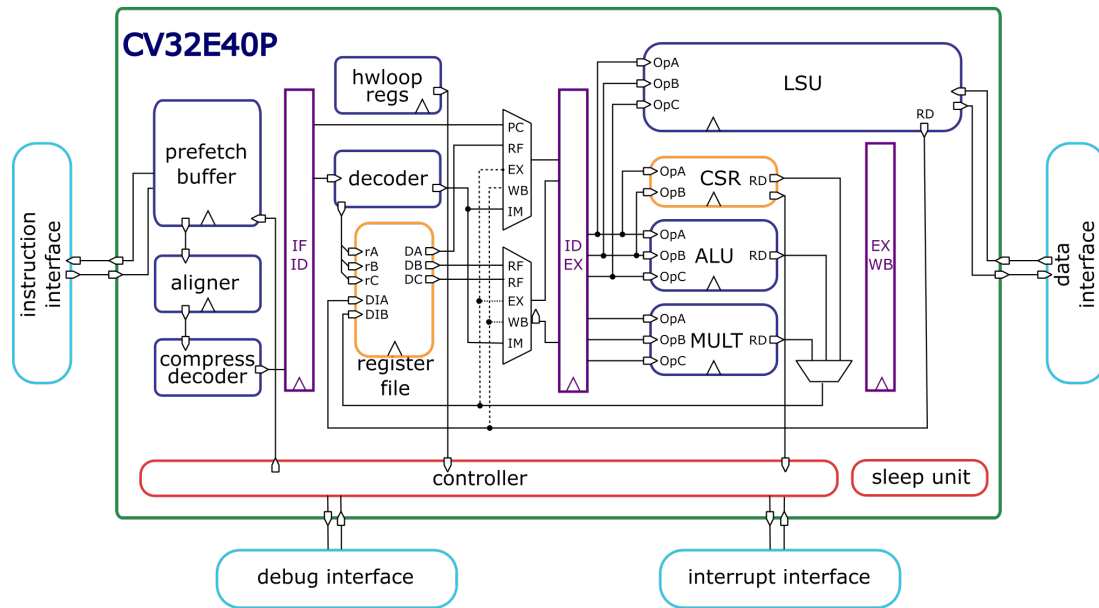 CV32E40P
instruction
interface
prefetch
buffer
aligner
compress
decoder
IF
ID
hwloop
regs
decoder
rA
rB
rC
DIA
DIB
DA
DB
DC
register
file
PC
RF
EX
WB
IM
RF
RF
EX
WB
IM
ID
EX
OpA
OpB
OpC
LSU
RD
OpA
OpB
CSR
RD
OpA
OpB
OpC
ALU
RD
OpA
OpB
OpC
MULT
RD
EX
WB
data
interface
controller
sleep unit
debug interface
interrupt interface